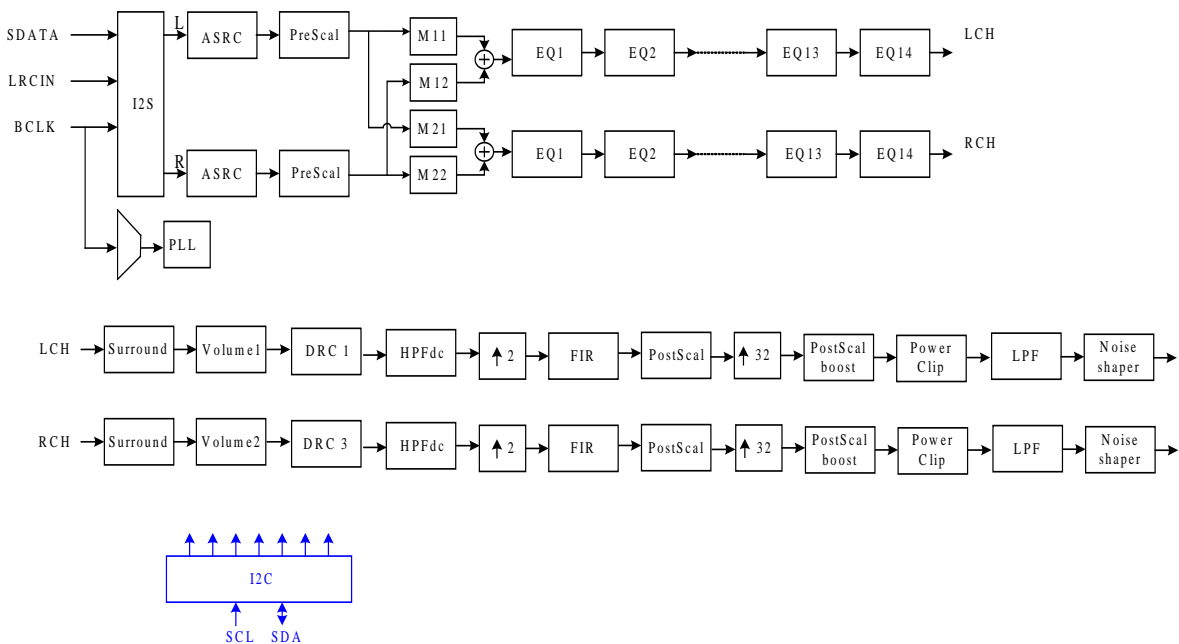 SDATA
LRCIN
BCLK
I2S
L
R
ASRC
PreScal
ASRC
PreScal
PLL
M11
M12
M21
M22
EQ1
EQ2
EQ13
EQ14
LCH
EQ1
EQ2
EQ13
EQ14
RCH
LCH
Surround
Volume1
DRC 1
HPFdc
2
FIR
PostScal
32
PostScal
boost
Power
Clip
LPF
Noise
shaper
RCH
Surround
Volume2
DRC 3
HPFdc
2
FIR
PostScal
32
PostScal
boost
Power
Clip
LPF
Noise
shaper
I2C
SCL
SDA